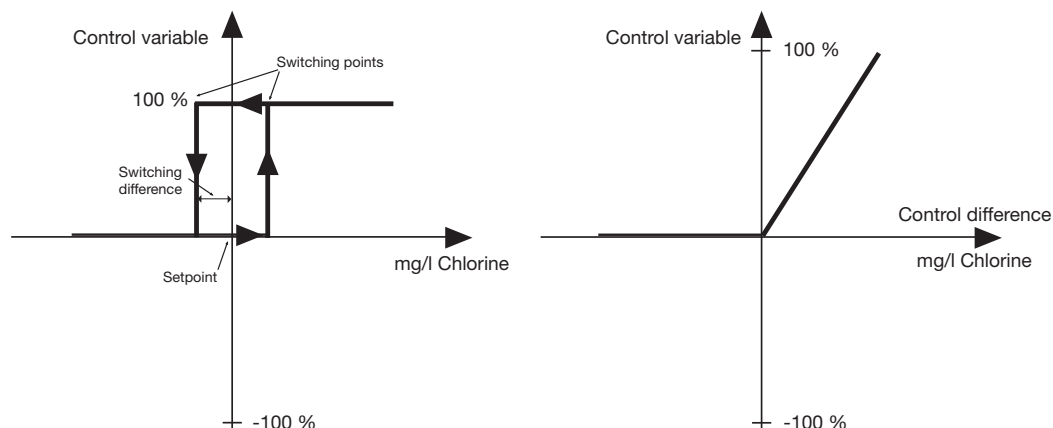 Control variable
Switching points
100 %
Switching
difference
Setpoint
mg/l Chlorine
-100 %
Control variable
100 %
Control difference
mg/l Chlorine
-100 %